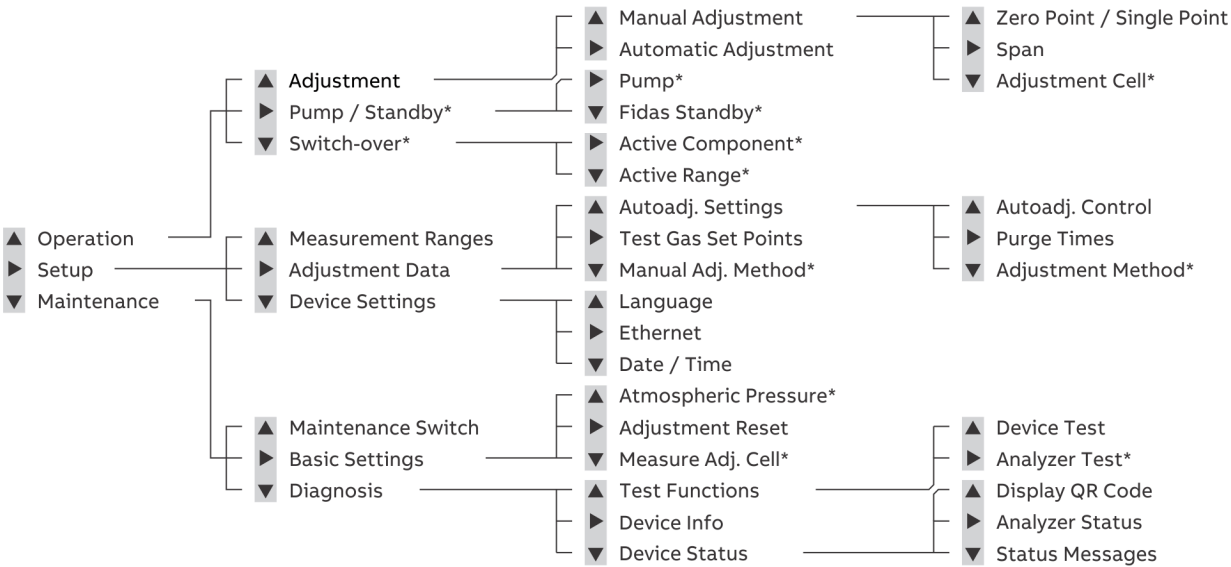 ▲ Manual Adjustment ▲ Zero Point / Single Point
▶ Automatic Adjustment ▶ Span
▲ Adjustment ▶ Pump* ▼ Adjustment Cell*
▶ Pump / Standby* ▼ Fidas Standby*
▼ Switch-over* ▶ Active Component*
▼ Active Range*
▲ Autoadj. Settings ▲ Autoadj. Control
▲ Operation ▲ Measurement Ranges ▶ Test Gas Set Points ▶ Purge Times
▶ Setup ▶ Adjustment Data ▼ Manual Adj. Method* ▼ Adjustment Method*
▼ Maintenance ▼ Device Settings ▲ Language
▶ Ethernet
▼ Date / Time
▲ Atmospheric Pressure*
▲ Maintenance Switch ▶ Adjustment Reset ▲ Device Test
▶ Basic Settings ▼ Measure Adj. Cell* ▶ Analyzer Test*
▼ Diagnosis ▲ Test Functions ▲ Display QR Code
▶ Device Info ▶ Analyzer Status
▼ Device Status ▼ Status Messages